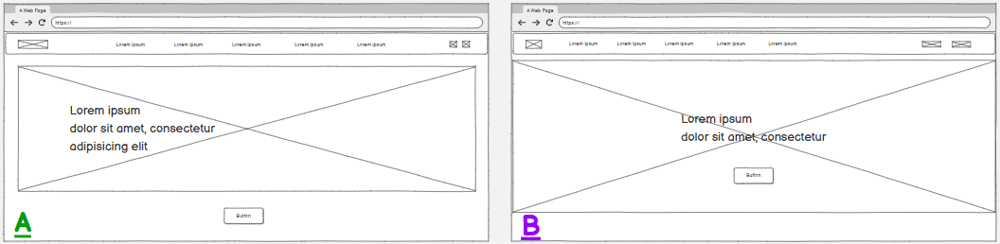 A Web Page
https://
Lorem ipsum Lorem ipsum Lorem ipsum Lorem ipsum Lorem ipsum
Lorem ipsum
dolor sit amet, consectetur
adipisicing elit
Button
A
A Web Page
https://
Lorem ipsum Lorem ipsum Lorem ipsum Lorem ipsum Lorem ipsum
Lorem ipsum
dolor sit amet, consectetur
Button
B